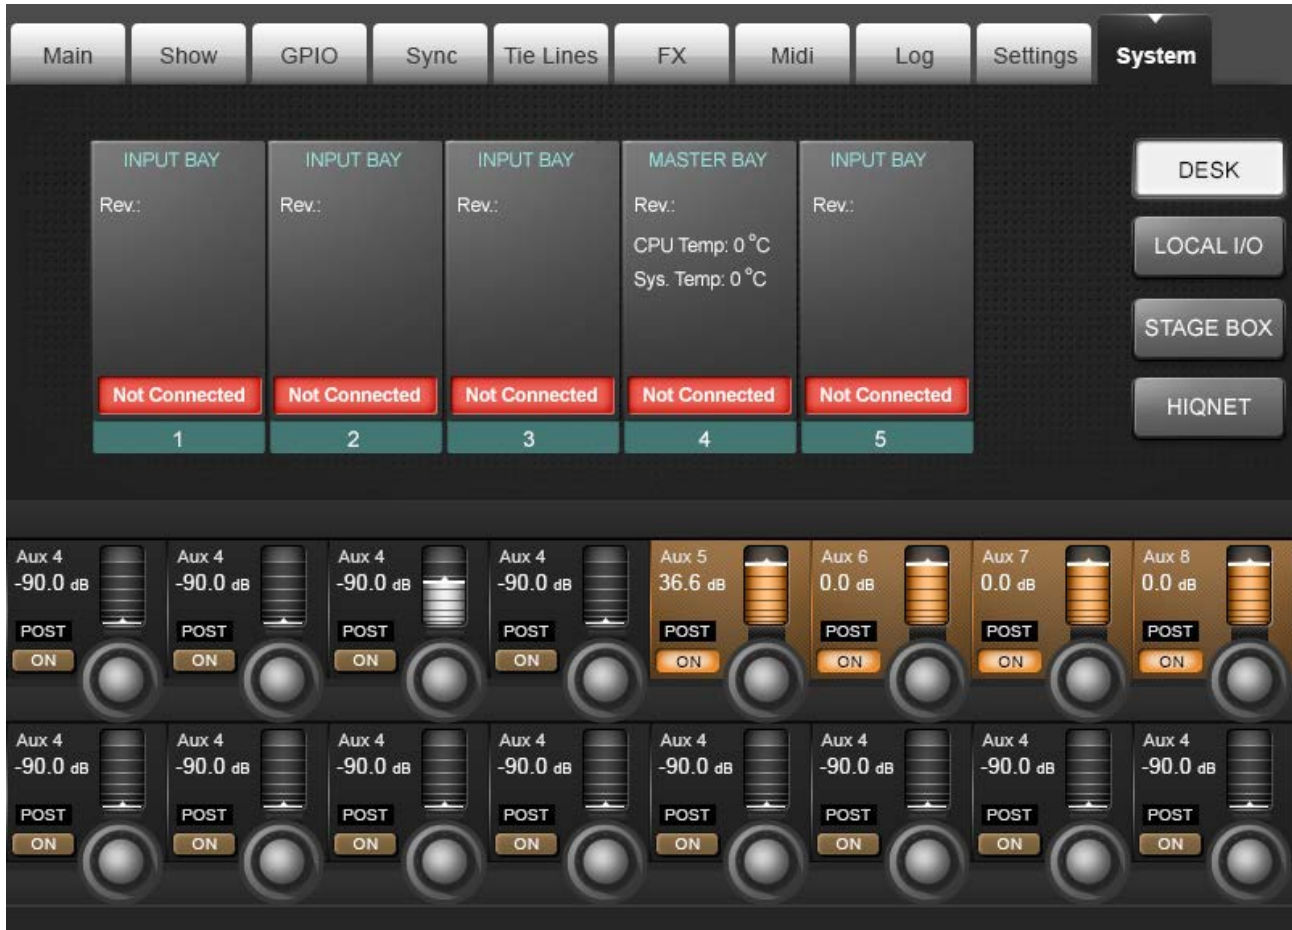 Main Show GPIO Sync Tie Lines FX Midi Log Settings System
INPUT BAY INPUT BAY INPUT BAY MASTER BAY INPUT BAY
DESK
Rev.: Rev.: Rev.: Rev.: Rev.:
CPU Temp: 0 °C
LOCAL I/O
Sys. Temp: 0 °C
STAGE BOX
Not Connected Not Connected Not Connected Not Connected Not Connected
HIQNET
1 2 3 4 5
Aux 4 Aux 4 Aux 4 Aux 4 Aux 5 Aux 6 Aux 7 Aux 8
-90.0 dB -90.0 dB -90.0 dB -90.0 dB 36.6 dB 0.0 dB 0.0 dB 0.0 dB
POST POST POST POST POST POST POST POST
ON ON ON ON ON ON ON ON
Aux 4 Aux 4 Aux 4 Aux 4 Aux 4 Aux 4 Aux 4 Aux 4
-90.0 dB -90.0 dB -90.0 dB -90.0 dB -90.0 dB -90.0 dB -90.0 dB -90.0 dB
POST POST POST POST POST POST POST POST
ON ON ON ON ON ON ON ON